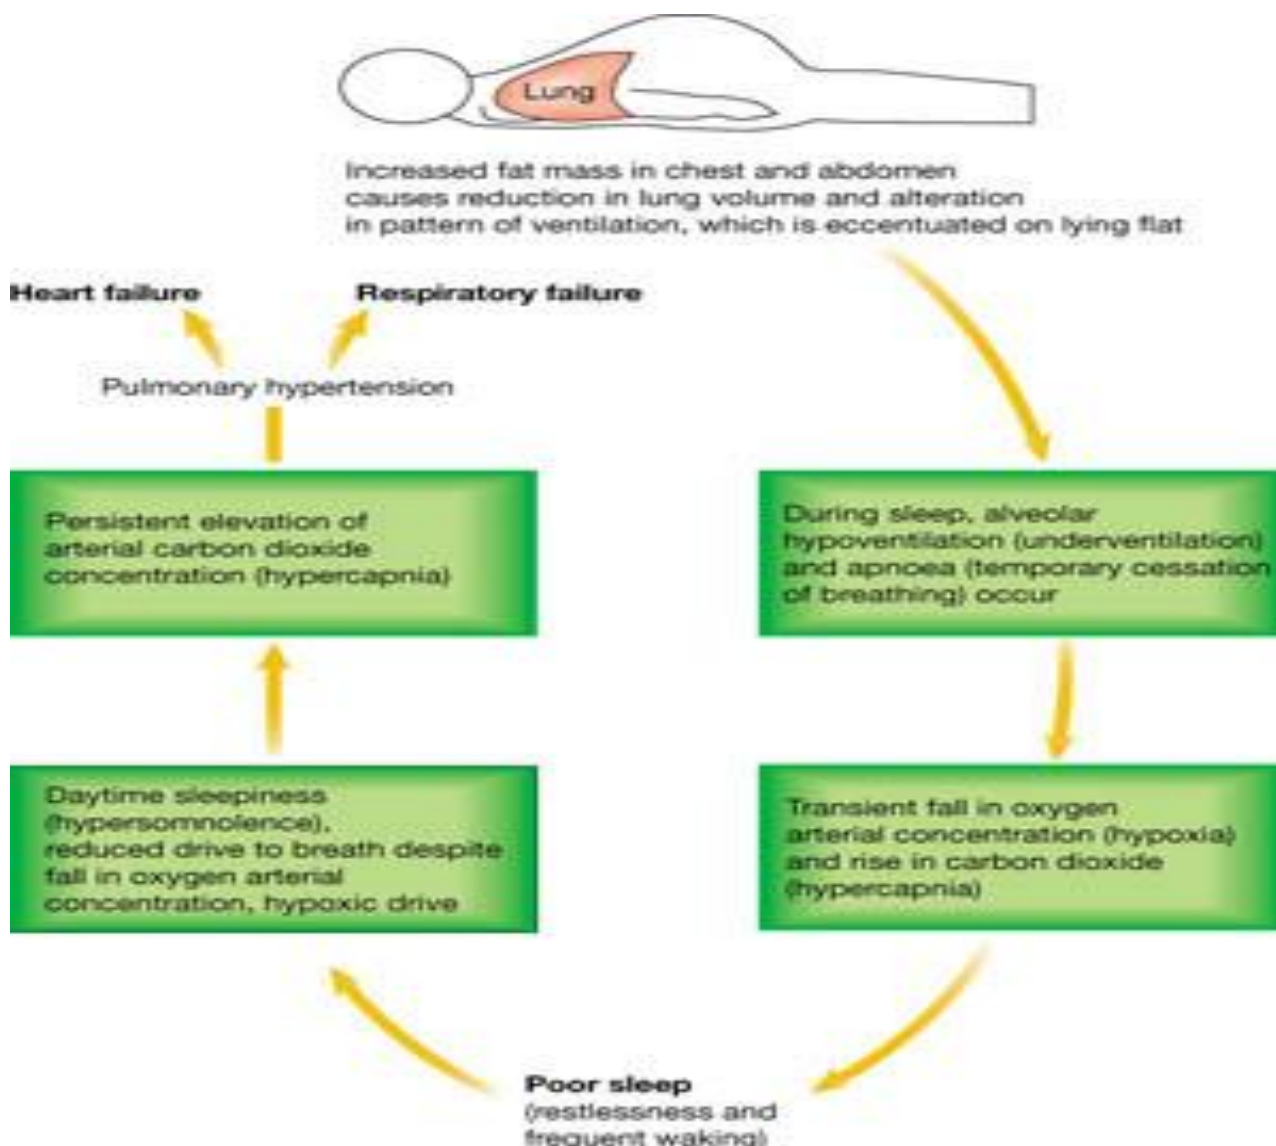 Lung
Increased fat mass in chest and abdomen
causes reduction in lung volume and alteration
in pattern of ventilation, which is eccentuated on lying flat
Heart failure
Respiratory failure
Pulmonary hypertension
Persistent elevation of
arterial carbon dioxide
concentration (hypercapnia)
During sleep, alveolar
hypoventilation (underventilation)
and apnoea (temporary cessation
of breathing) occur
Daytime sleepiness
(hypersomnolence),
reduced drive to breath despite
fall in oxygen arterial
concentration, hypoxic drive
Transient fall in oxygen
arterial concentration (hypoxia)
and rise in carbon dioxide
(hypercapnia)
Poor sleep
(restlessness and
frequent waking)